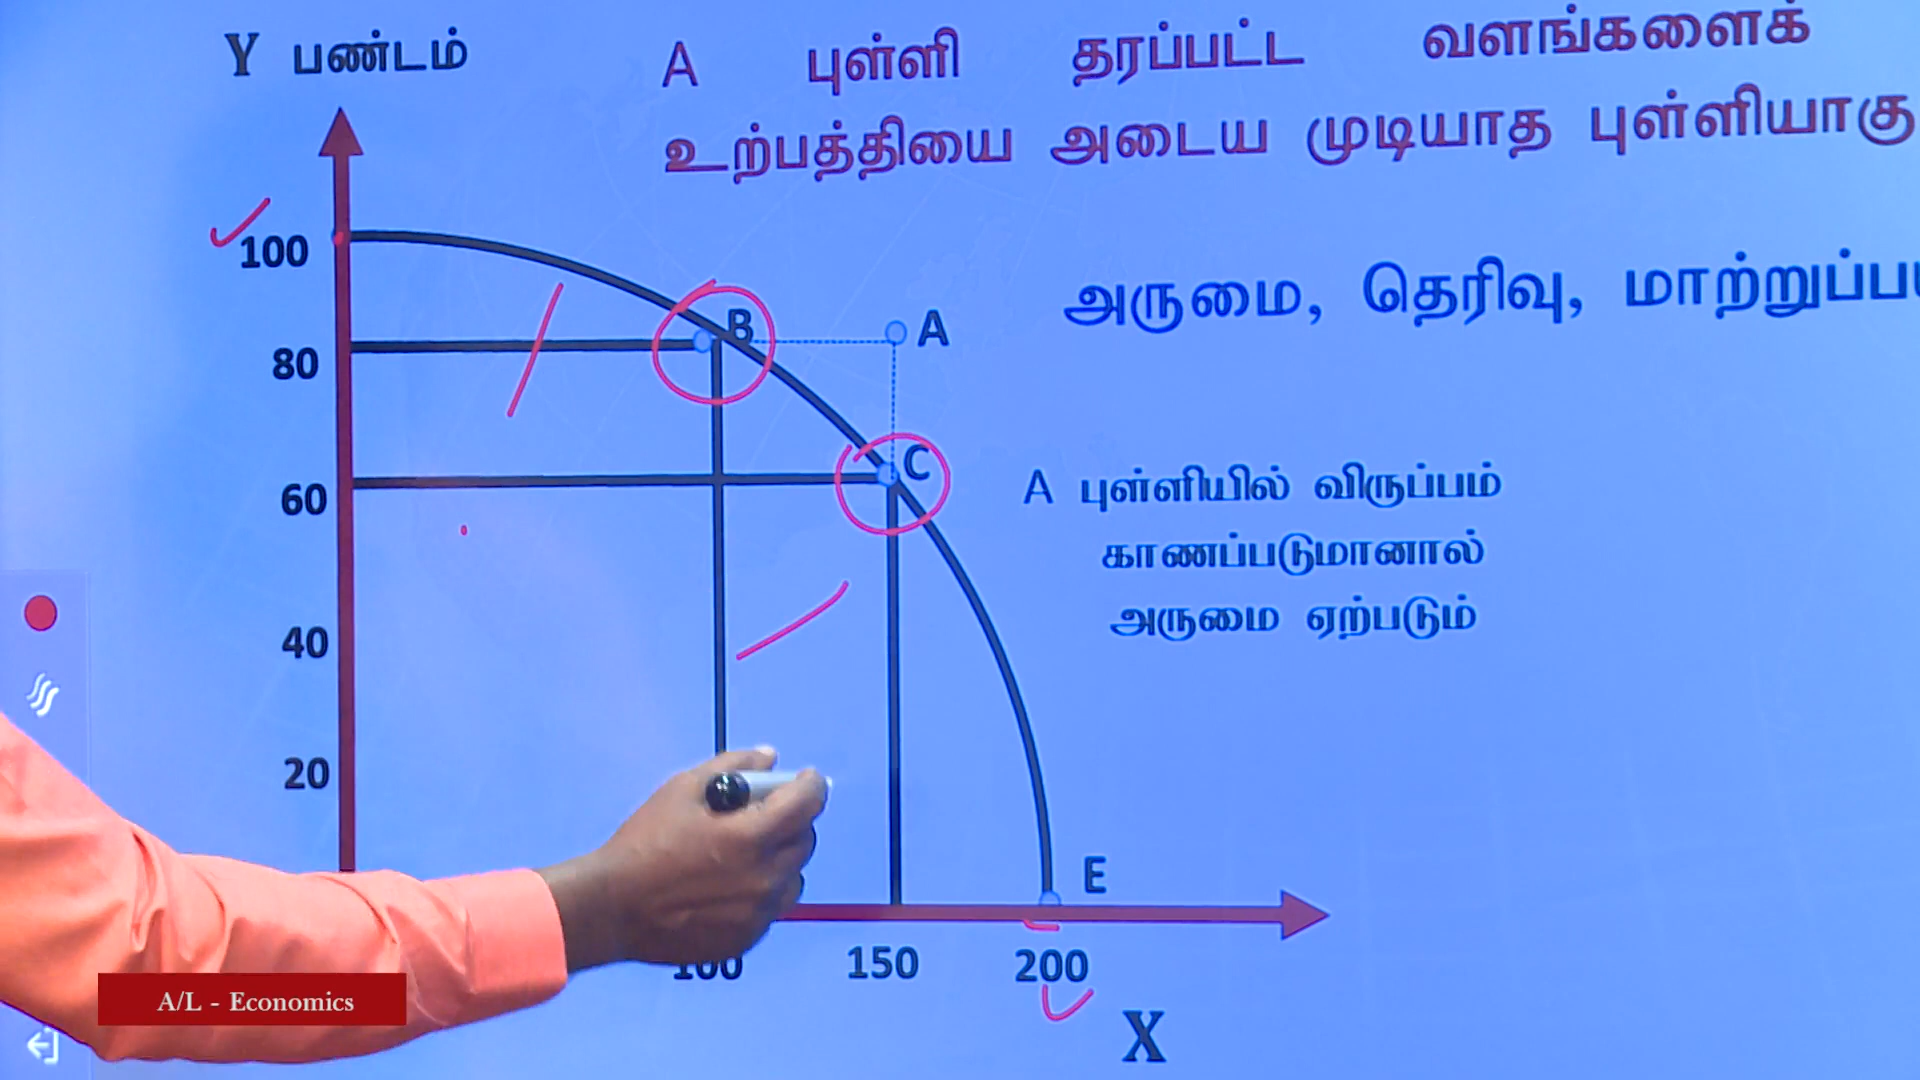 Y பண்டம்
A புள்ளி தரப்பட்ட வளங்களைக்
உற்பத்தியை அடைய முடியாத புள்ளியாகு
100
B
A
அருமை, தெரிவு, மாற்றுப்ப
80
C
60
A புள்ளியில் விருப்பம்
காணப்படுமானால்
அருமை ஏற்படும்
40
20
E
100 150 200
X
A/L - Economics